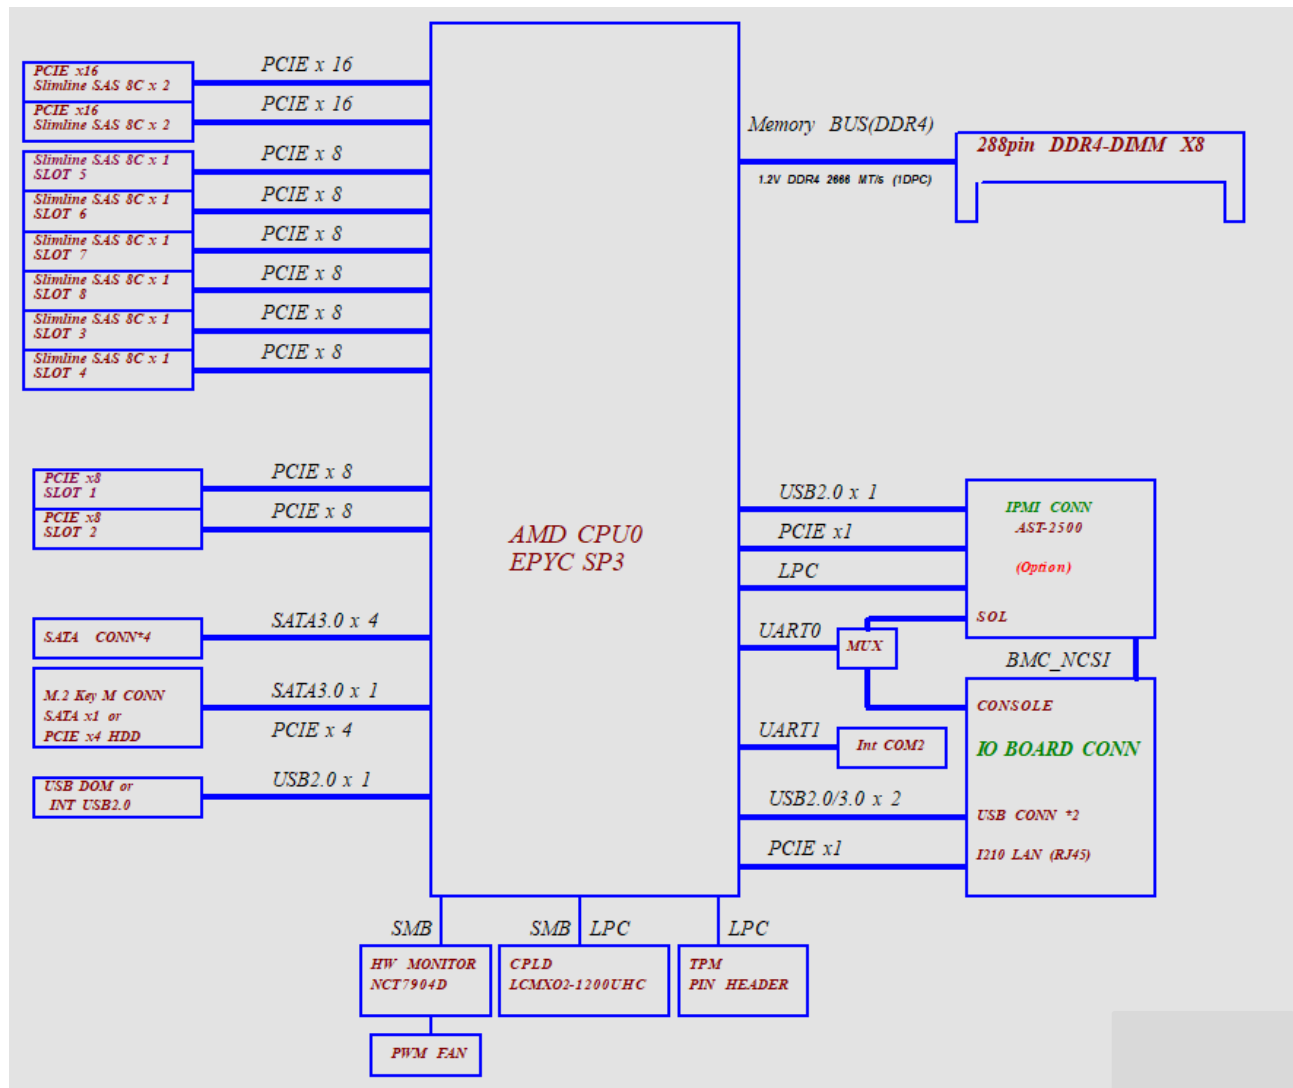 PCIE x16
Slimline SAS 8C x 2
PCIE x 16
PCIE x16
Slimline SAS 8C x 2
PCIE x 16
Slimline SAS 8C x 1
SLOT 5
PCIE x 8
Slimline SAS 8C x 1
SLOT 6
PCIE x 8
Slimline SAS 8C x 1
SLOT 7
PCIE x 8
Slimline SAS 8C x 1
SLOT 8
PCIE x 8
Slimline SAS 8C x 1
SLOT 3
PCIE x 8
Slimline SAS 8C x 1
SLOT 4
PCIE x 8
PCIE x8
SLOT 1
PCIE x 8
PCIE x8
SLOT 2
PCIE x 8
SATA CONN*4
SATA3.0 x 4
M.2 Key M CONN
SATA x1 or
PCIE x4 HDD
SATA3.0 x 1
PCIE x 4
USB DOM or
INT USB2.0
USB2.0 x 1
AMD CPU0
EPYC SP3
Memory BUS(DDR4)
1.2V DDR4 2666 MT/s (1DPC)
288pin DDR4-DIMM X8
USB2.0 x 1
PCIE x1
LPC
IPMI CONN
AST-2500
(Option)
SOL
UART0
MUX
BMC_NCSI
CONSOLE
IO BOARD CONN
UART1
Int COM2
USB2.0/3.0 x 2
USB CONN *2
PCIE x1
I210 LAN (RJ45)
SMB
SMB LPC
LPC
HW MONITOR
NCT7904D
CPLD
LCMXO2-1200UHC
TPM
PIN HEADER
PWM FAN